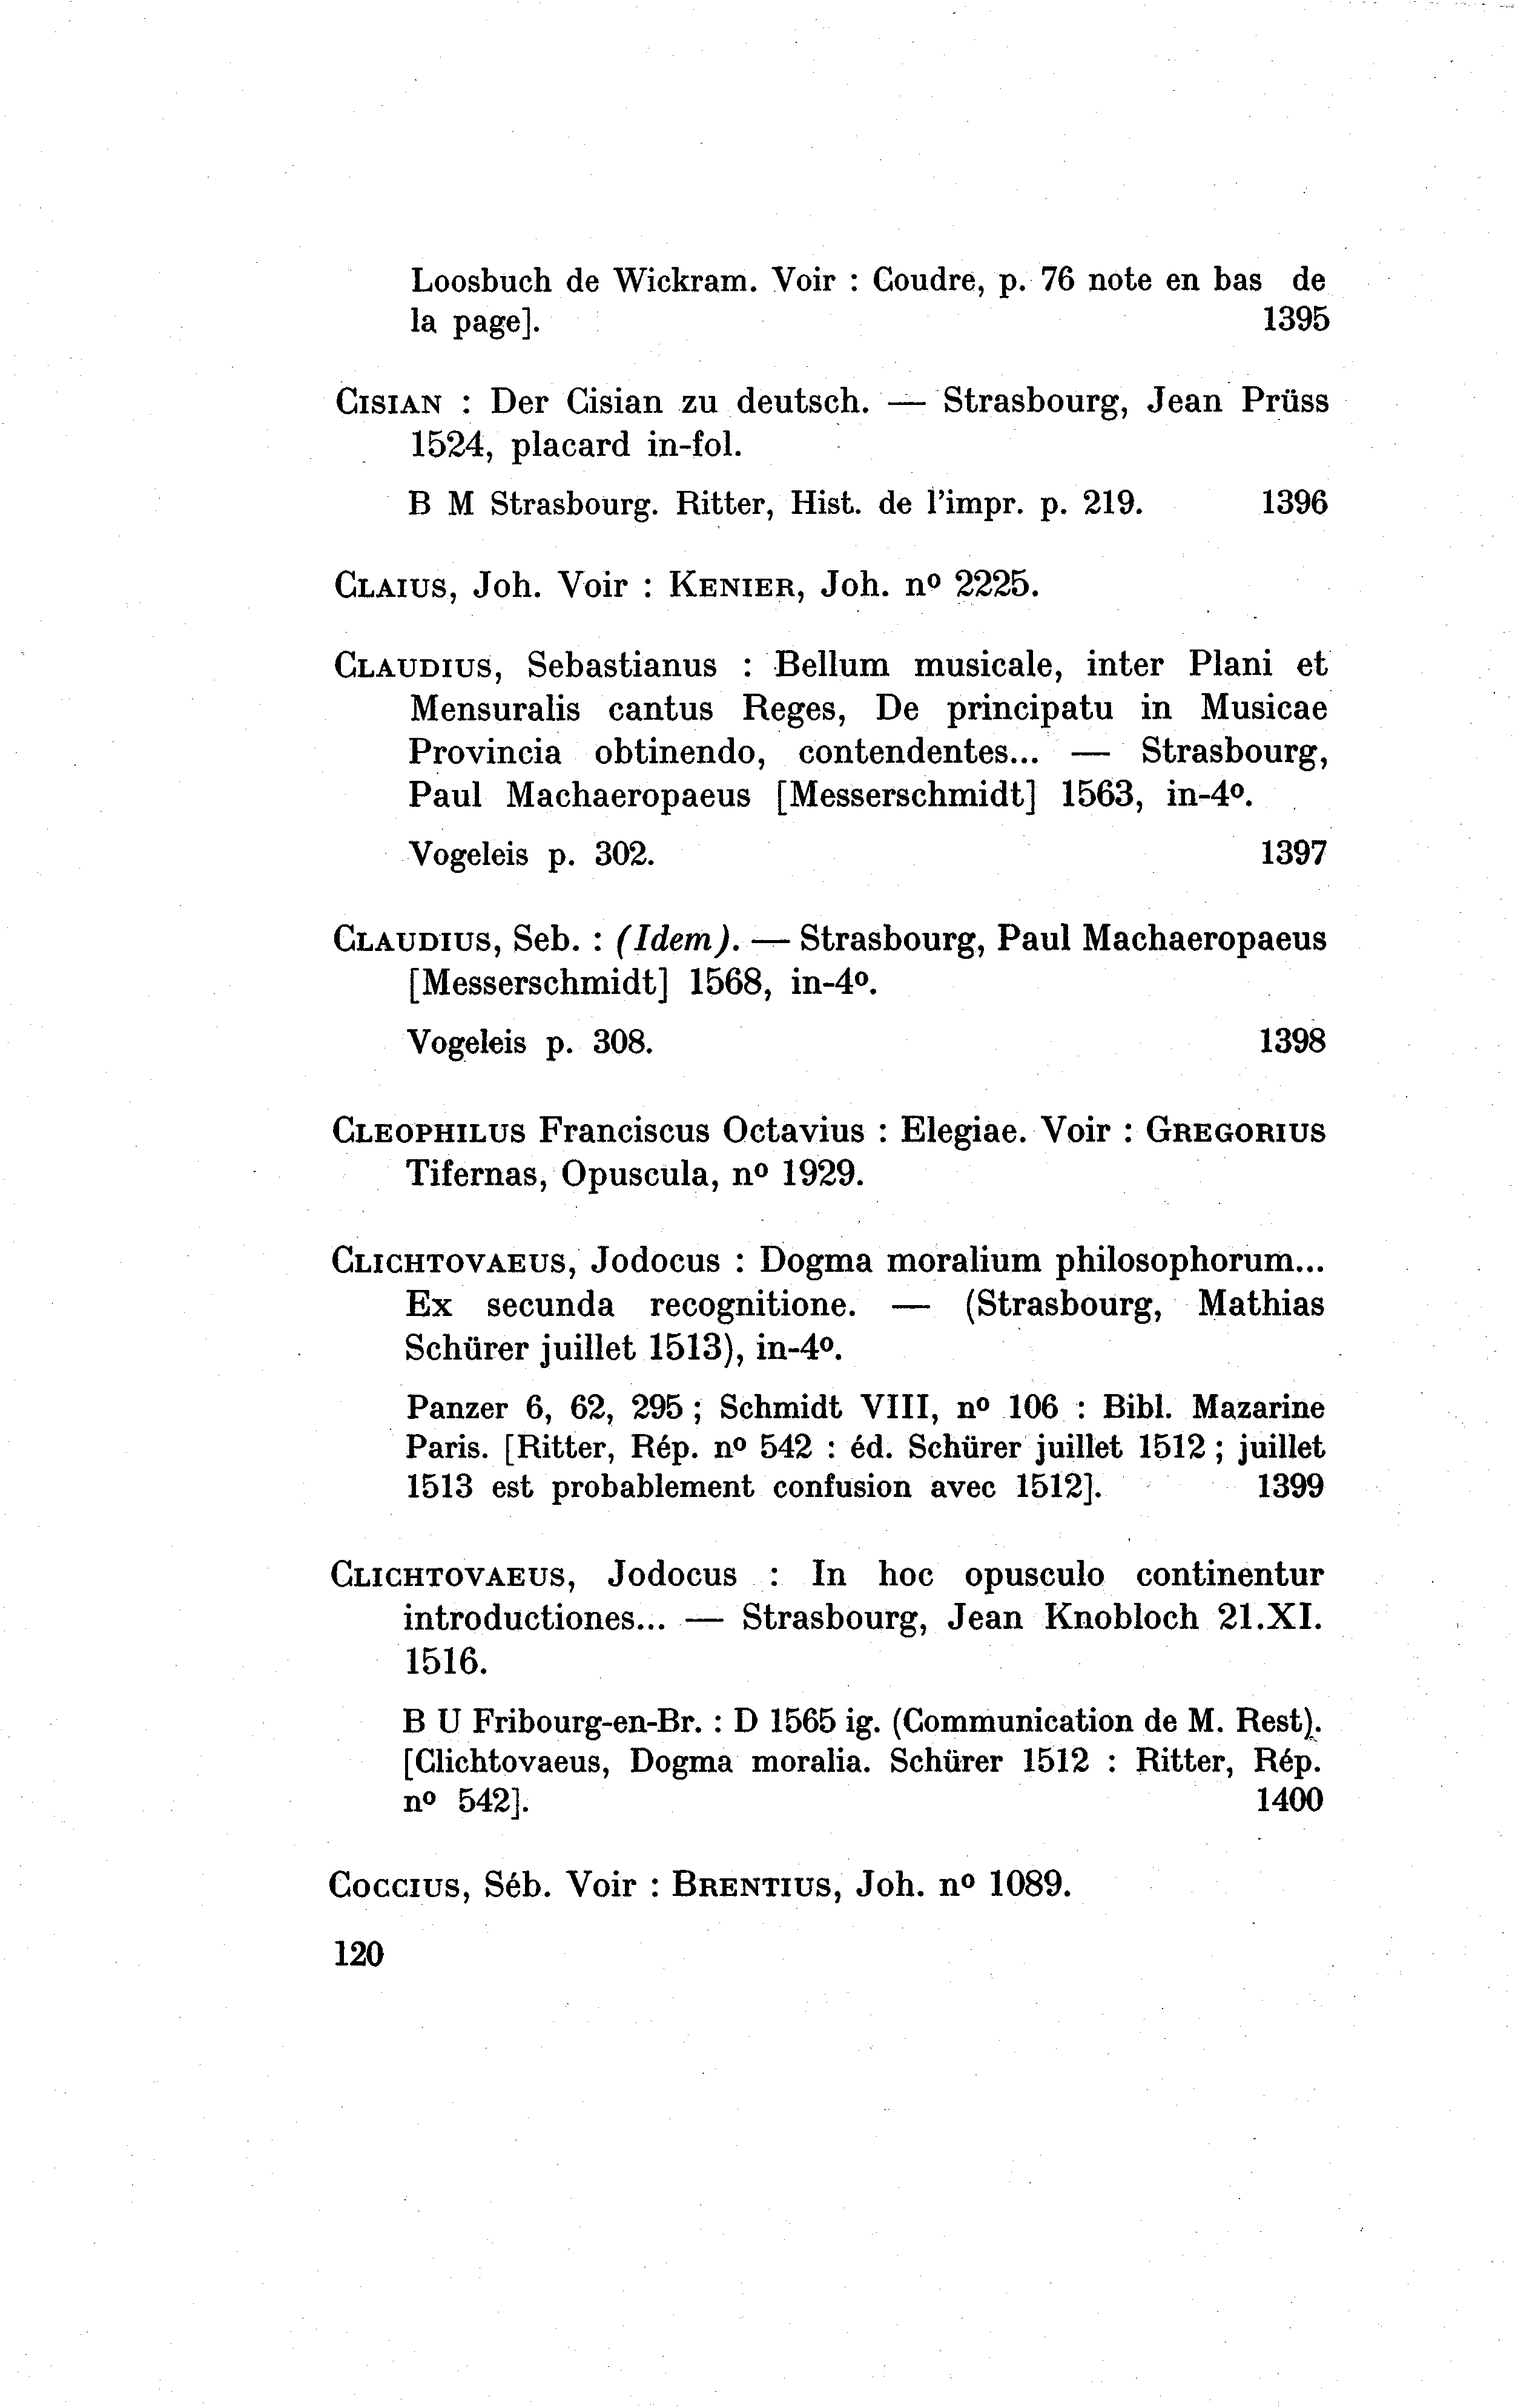 Loosbuch de Wickram. Voir : Coudre, p. 76 note en bas de
la page]. 1395
CISIAN : Der Cisian zu deutsch. — Strasbourg, Jean Prüss
1524, placard in-fol.
B M Strasbourg. Ritter, Hist. de l'impr. p. 219. 1396
CLAIUS, Joh. Voir : KENIER, Joh. nº 2225.
CLAUDIUS, Sebastianus : Bellum musicale, inter Plani et
Mensuralis cantus Reges, De principatu in Musicae
Provincia obtinendo, contendentes... — Strasbourg,
Paul Machaeropaeus [Messerschmidt] 1563, in-4º.
Vogeleis p. 302. 1397
CLAUDIUS, Seb. : (Idem). — Strasbourg, Paul Machaeropaeus
[Messerschmidt] 1568, in-4º.
Vogeleis p. 308. 1398
CLEOPHILUS Franciscus Octavius : Elegiae. Voir : GREGORIUS
Tifernas, Opuscula, nº 1929.
CLICHTOVAEUS, Jodocus : Dogma moralium philosophorum...
Ex secunda recognitione. — (Strasbourg, Mathias
Schürer juillet 1513), in-4º.
Panzer 6, 62, 295 ; Schmidt VIII, nº 106 : Bibl. Mazarine
Paris. [Ritter, Rép. nº 542 : éd. Schürer juillet 1512 ; juillet
1513 est probablement confusion avec 1512]. 1399
CLICHTOVAEUS, Jodocus : In hoc opusculo continentur
introductiones... — Strasbourg, Jean Knobloch 21.XI.
1516.
B U Fribourg-en-Br. : D 1565 ig. (Communication de M. Rest).
[Clichtovaeus, Dogma moralia. Schürer 1512 : Ritter, Rép.
nº 542]. 1400
COCCIUS, Séb. Voir : BRENTIUS, Joh. nº 1089.
120